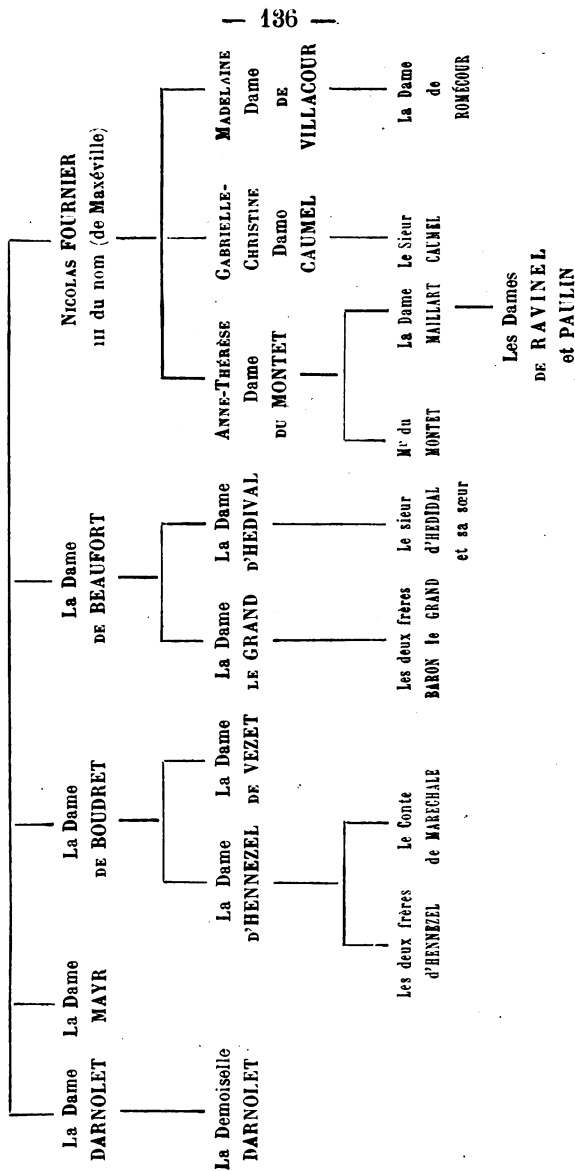 — 136 —
La Dame
DARNOLET
La Dame
MAYR
La Dame
DE BOUDRET
La Dame
DE BEAUFORT
NICOLAS FOURNIER
III du nom (de Maxéville)
La Demoiselle
DARNOLET
La Dame
D'HENNEZEL
La Dame
DE VEZET
La Dame
LE GRAND
La Dame
D'HEDIVAL
ANNE-THÉRÈSE
Dame
DU MONTET
GABRIELLE-
CHRISTINE
Dame
CAUMEL
MADELAINE
Dame
DE
VILLACOUR
Les deux frères
d'HENNEZEL
Le Conte
de MARECHALE
Les deux frères
BARON le GRAND
Le sieur
d'HEDIDAL
et sa sœur
Mr du
MONTET
La Dame
MAILLART
Le Sieur
CAUMEL
La Dame
de
ROMÉCOUR
Les Dames
DE RAVINEL
et PAULIN